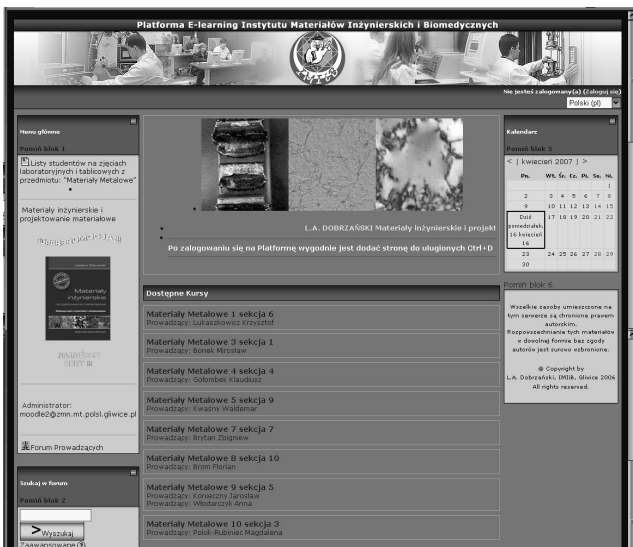 Platforma E-learning Instytutu Materiałów Inżynierskich i Biomedycznych
Nie jesteś zalogowany(a) (Zaloguj się)
Polski (pl)
Menu główne
Pomiń blok 1
Listy studentów na zjęciach
laboratoryjnych i tablicowych z
przedmiotu: "Materiały Metalowe"
Materiały inżynierskie i
projektowanie materiałowe
Materiały
inżynierskie
Administrator:
moodle2@zmn.mt.polsl.gliwice.pl
Forum Prowadzących
Szukaj w forum
Pomiń blok 2
Wyszukaj
Zaawansowane
L.A. DOBRZAŃSKI Materiały inżynierskie i projekt
Po zalogowaniu się na Platformę wygodnie jest dodać stronę do ulugionych Ctrl+D
Dostępne Kursy
Materiały Metalowe 1 sekcja 6
Prowadzący: Lukaszkowicz Krzysztof
Materiały Metalowe 3 sekcja 1
Prowadzący: Bonek Mirosław
Materiały Metalowe 4 sekcja 4
Prowadzący: Gołombek Klaudiusz
Materiały Metalowe 5 sekcja 9
Prowadzący: Kwaśny Waldemar
Materiały Metalowe 7 sekcja 7
Prowadzący: Brytan Zbigniew
Materiały Metalowe 8 sekcja 10
Prowadzący: Brom Florian
Materiały Metalowe 9 sekcja 5
Prowadzący: Konieczny Jarosław
Prowadzący: Włodarczyk Anna
Materiały Metalowe 10 sekcja 3
Prowadzący: Polok-Rubiniec Magdalena
Kalendarz
Pomiń blok 5
< | kwiecień 2007 | >
Pn. Wt. Śr. Cz. Pt. So. Ni.
1
2 3 4 5 6 7 8
9 10 11 12 13 14 15
Dziś
poniedziałek,
16 kwiecień
16 17 18 19 20 21 22
23 24 25 26 27 28 29
30
Pomiń blok 6
Wszelkie zasoby umieszczone na
tym serwerze są chronione prawem
autorskim.
Rozpowszechnianie tych materiałów
w dowolnej formie bez zgody
autorów jest surowo wzbronione.
@ Copyright by
L.A. Dobrzański, IMIiB, Gliwice 2006
All rights reserved.